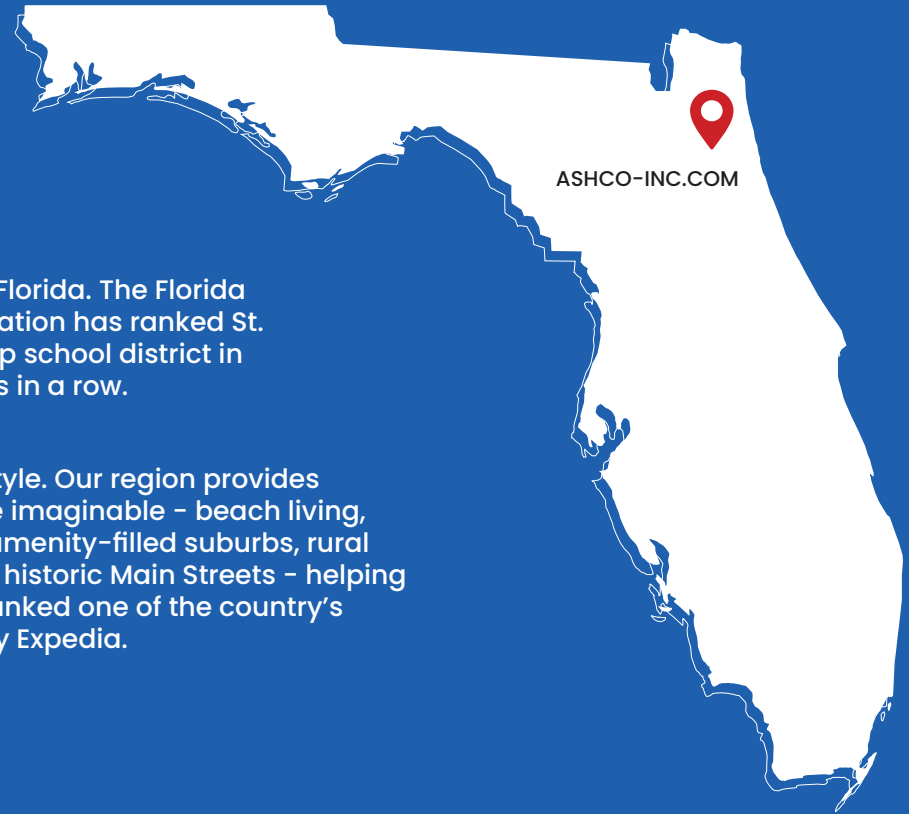 ASHCO-INC.COM
Florida. The Florida
ation has ranked St.
p school district in
s in a row.
tyle. Our region provides
e imaginable - beach living,
amenity-filled suburbs, rural
historic Main Streets - helping
anked one of the country's
y Expedia.